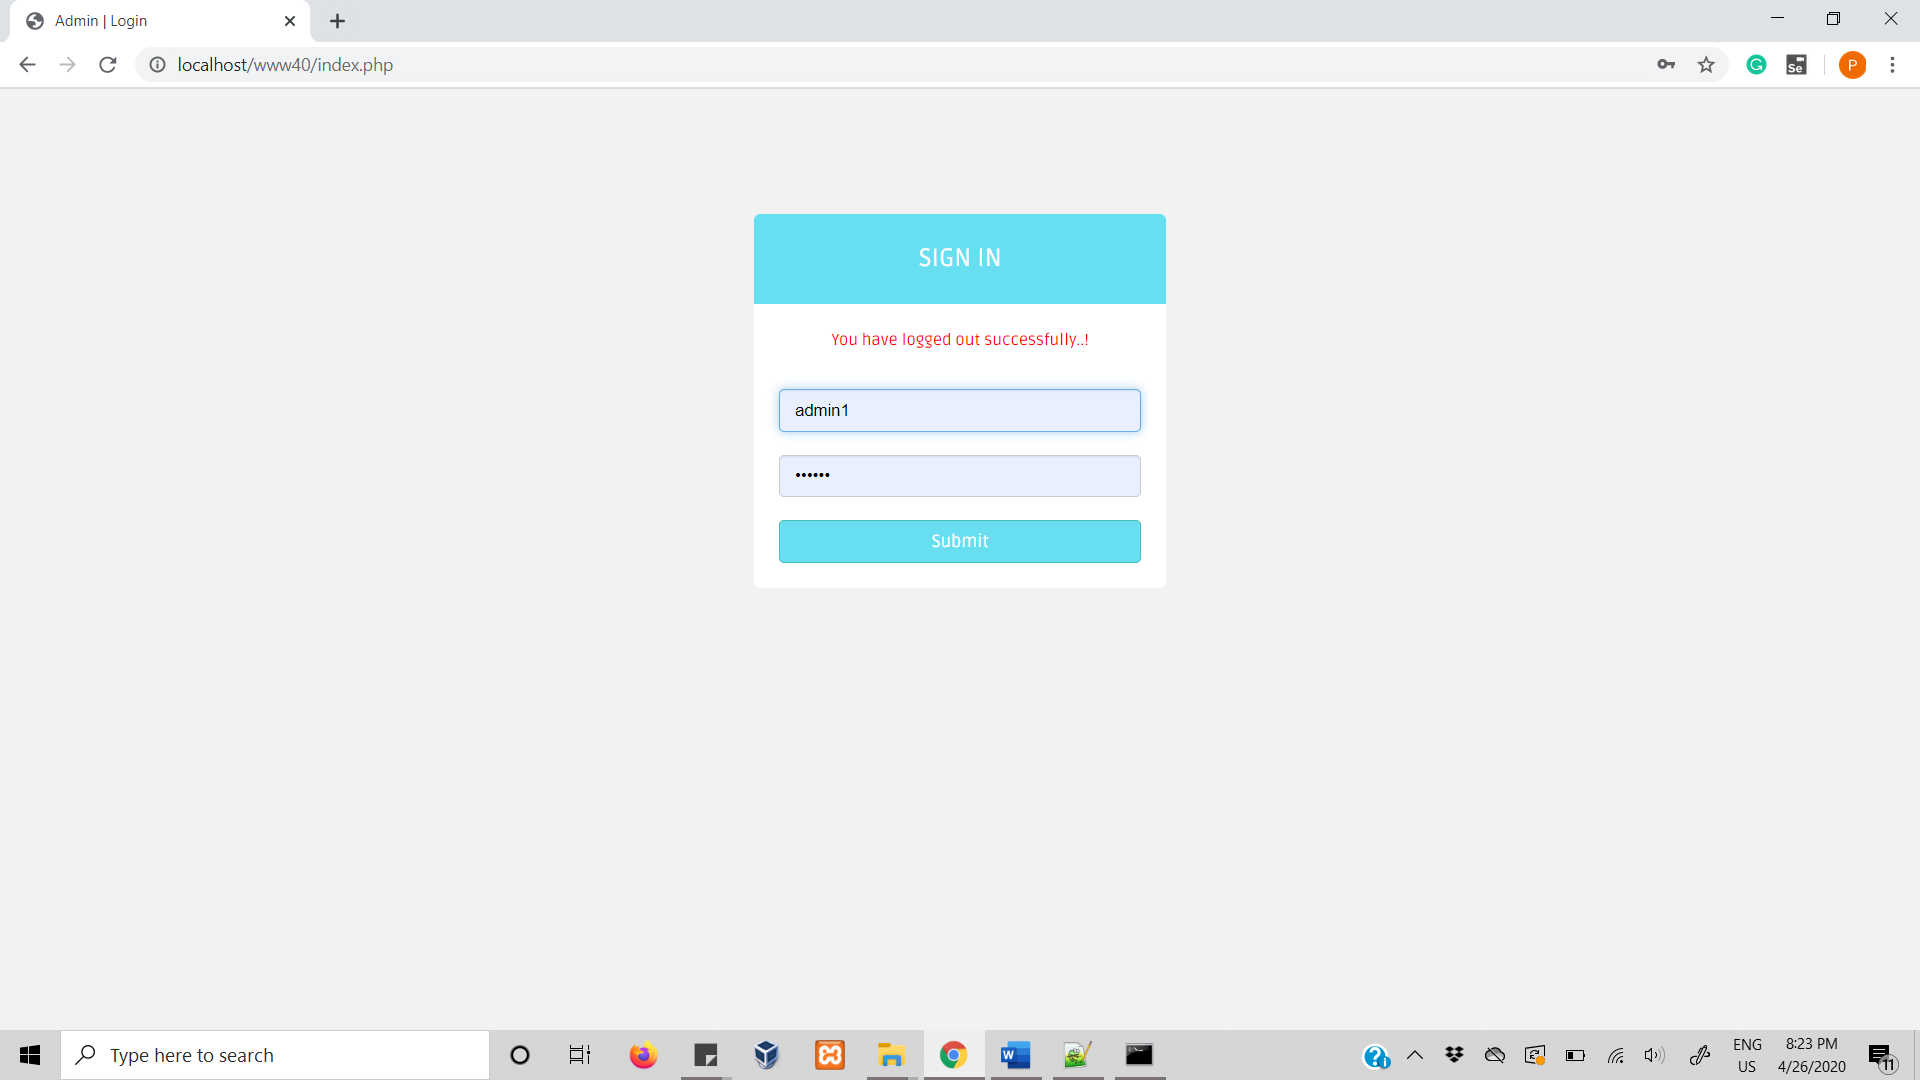 Admin | Login
localhost/www40/index.php
Se
P
SIGN IN
You have logged out successfully..!
admin1
••••••
Submit
Type here to search
ENG
US
8:23 PM
4/26/2020
11